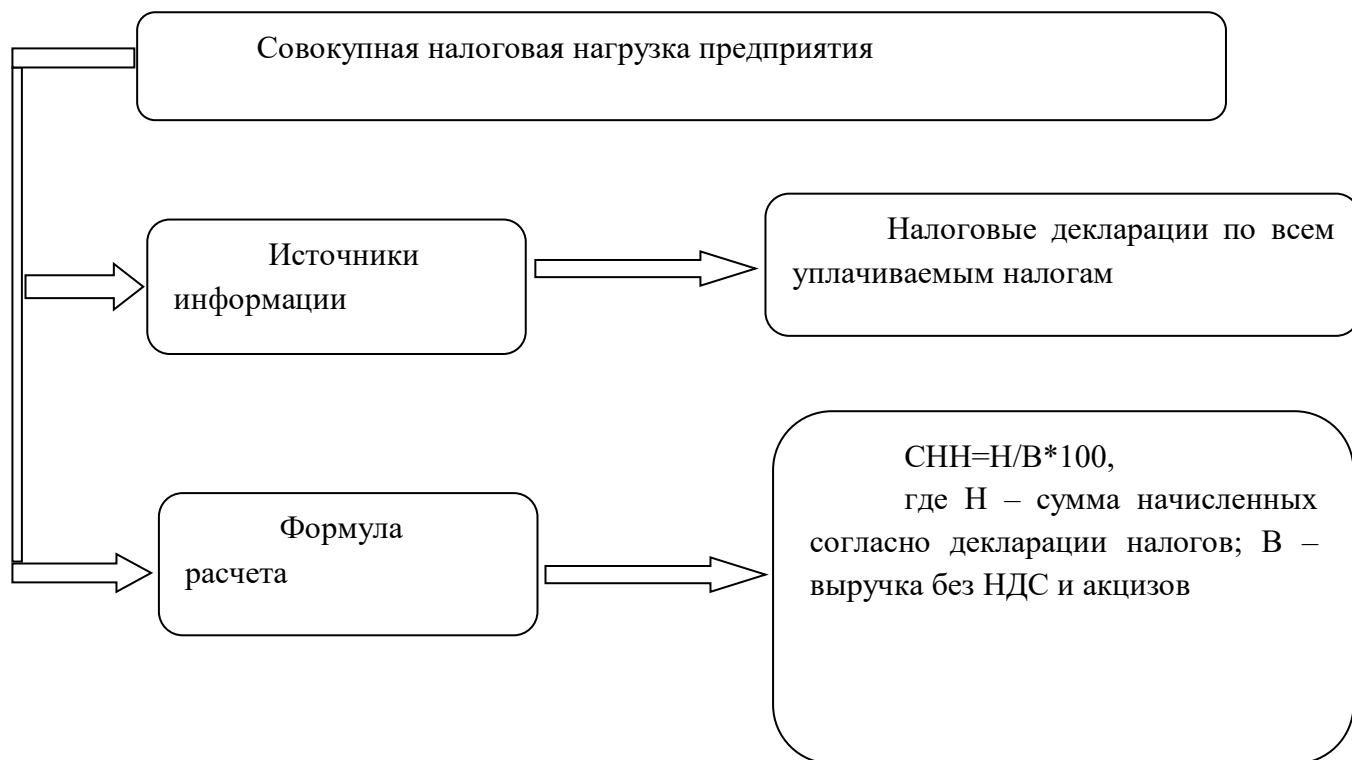 Совокупная налоговая нагрузка предприятия
Источники
информации
Налоговые декларации по всем
уплачиваемым налогам
Формула
расчета
СНН=Н/В*100,
где Н – сумма начисленных
согласно декларации налогов; В –
выручка без НДС и акцизов